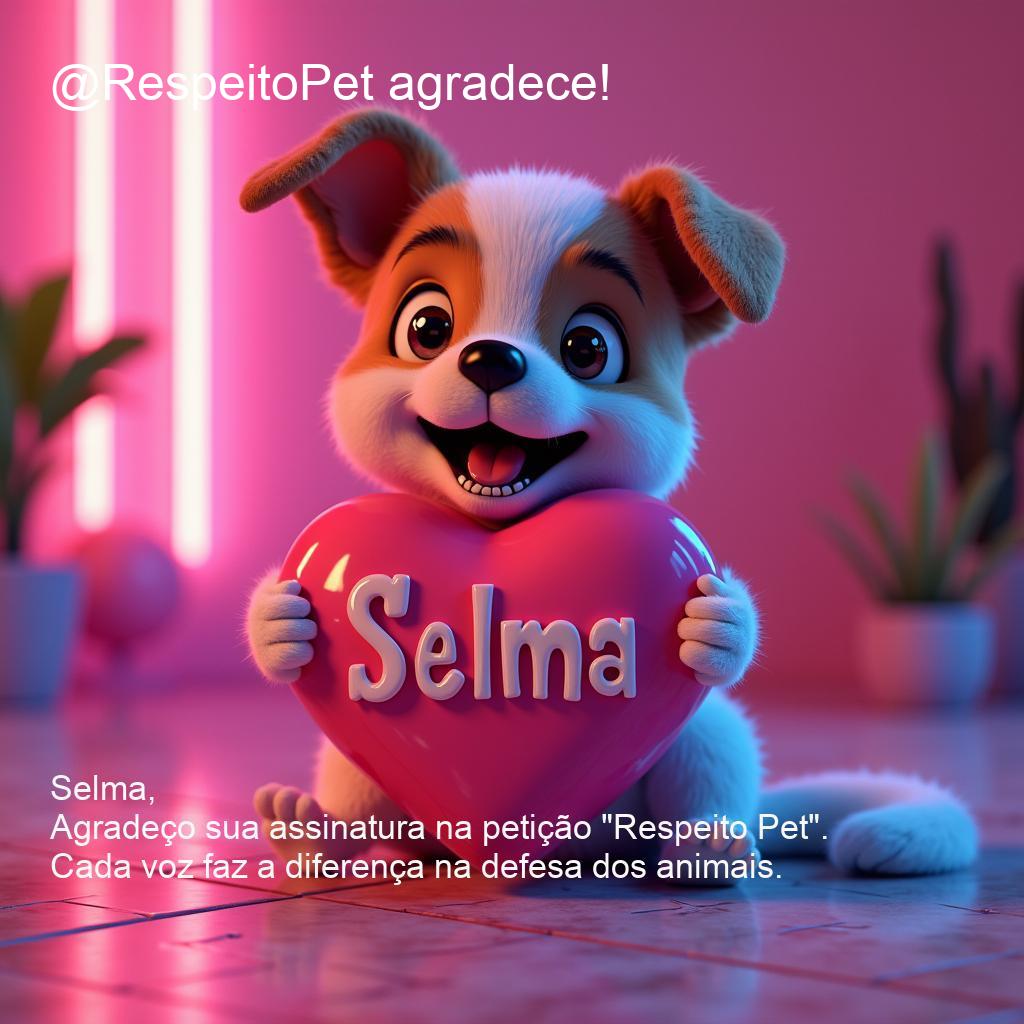 @RespeitoPet agradece!
Selma
Selma,
Agradeço sua assinatura na petição "Respeito Pet".
Cada voz faz a diferença na defesa dos animais.